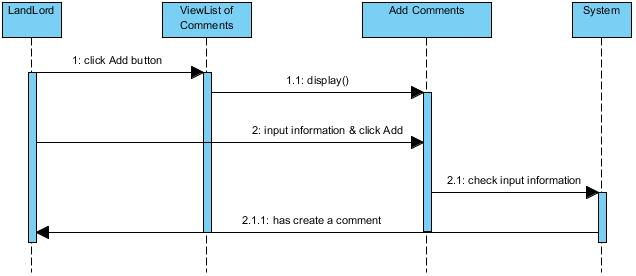 LandLord
ViewList of
Comments
Add Comments
System
1: click Add button
1.1: display()
2: input information & click Add
2.1: check input information
2.1.1: has create a comment